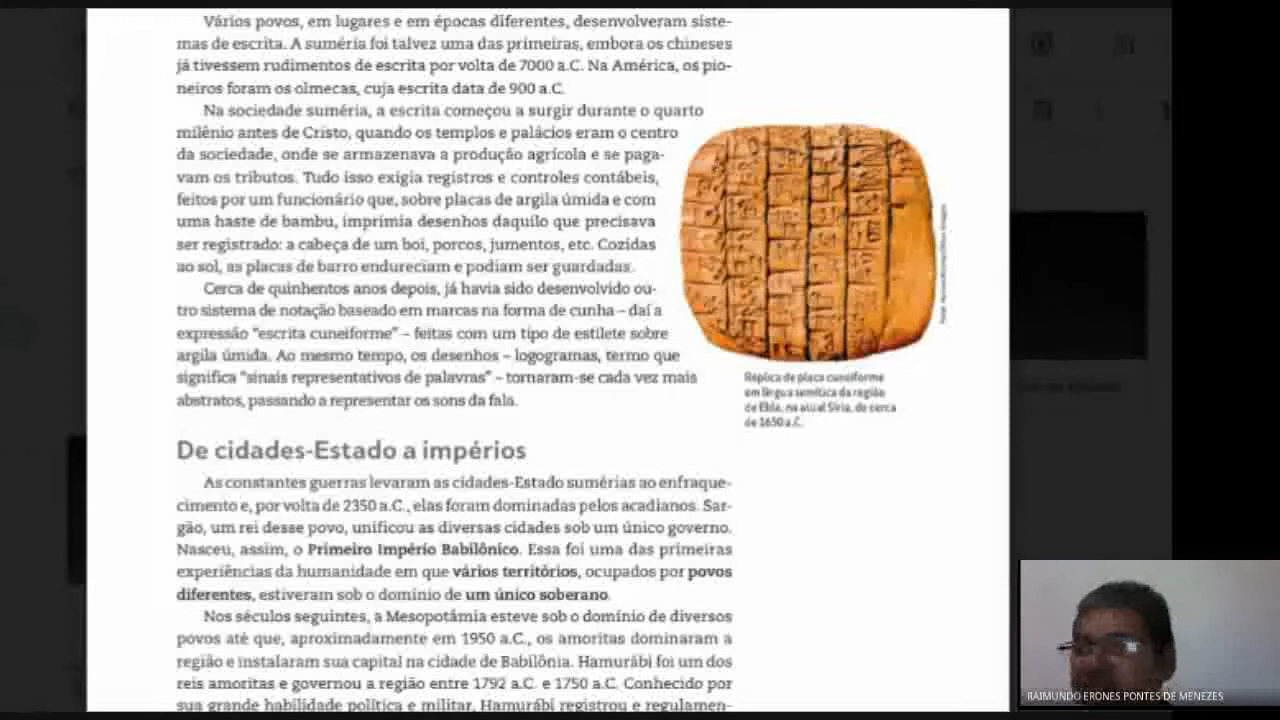 Vários povos, em lugares e em épocas diferentes, desenvolveram siste-
mas de escrita. A suméria foi talvez uma das primeiras, embora os chineses
já tivessem rudimentos de escrita por volta de 7000 a.C. Na América, os pio-
neiros foram os olmecas, cuja escrita data de 900 a.C.
Na sociedade suméria, a escrita começou a surgir durante o quarto
milênio antes de Cristo, quando os templos e palácios eram o centro
da sociedade, onde se armazenava a produção agrícola e se paga-
vam os tributos. Tudo isso exigia registros e controles contábeis,
feitos por um funcionário que, sobre placas de argila úmida e com
uma haste de bambu, imprimia desenhos daquilo que precisava
ser registrado: a cabeça de um boi, porcos, jumentos, etc. Cozidas
ao sol, as placas de barro endureciam e podiam ser guardadas.
Cerca de quinhentos anos depois, já havia sido desenvolvido ou-
tro sistema de notação baseado em marcas na forma de cunha – daí a
expressão “escrita cuneiforme” – feitas com um tipo de estilete sobre
argila úmida. Ao mesmo tempo, os desenhos – logogramas, termo que
significa “sinais representativos de palavras” – tornaram-se cada vez mais
abstratos, passando a representar os sons da fala.
Réplica de placa cuneiforme
em língua semítica da região
de Ebla, na atual Síria, de cerca
de 1650 a.C.
De cidades-Estado a impérios
As constantes guerras levaram as cidades-Estado sumérias ao enfraque-
cimento e, por volta de 2350 a.C., elas foram dominadas pelos acadianos. Sar-
gão, um rei desse povo, unificou as diversas cidades sob um único governo.
Nasceu, assim, o Primeiro Império Babilônico. Essa foi uma das primeiras
experiências da humanidade em que vários territórios, ocupados por povos
diferentes, estiveram sob o domínio de um único soberano.
Nos séculos seguintes, a Mesopotâmia esteve sob o domínio de diversos
povos até que, aproximadamente em 1950 a.C., os amoritas dominaram a
região e instalaram sua capital na cidade de Babilônia. Hamurábi foi um dos
reis amoritas e governou a região entre 1792 a.C. e 1750 a.C. Conhecido por
sua grande habilidade política e militar, Hamurábi registrou e regulamen-
RAIMUNDO ERONES PONTES DE MENEZES